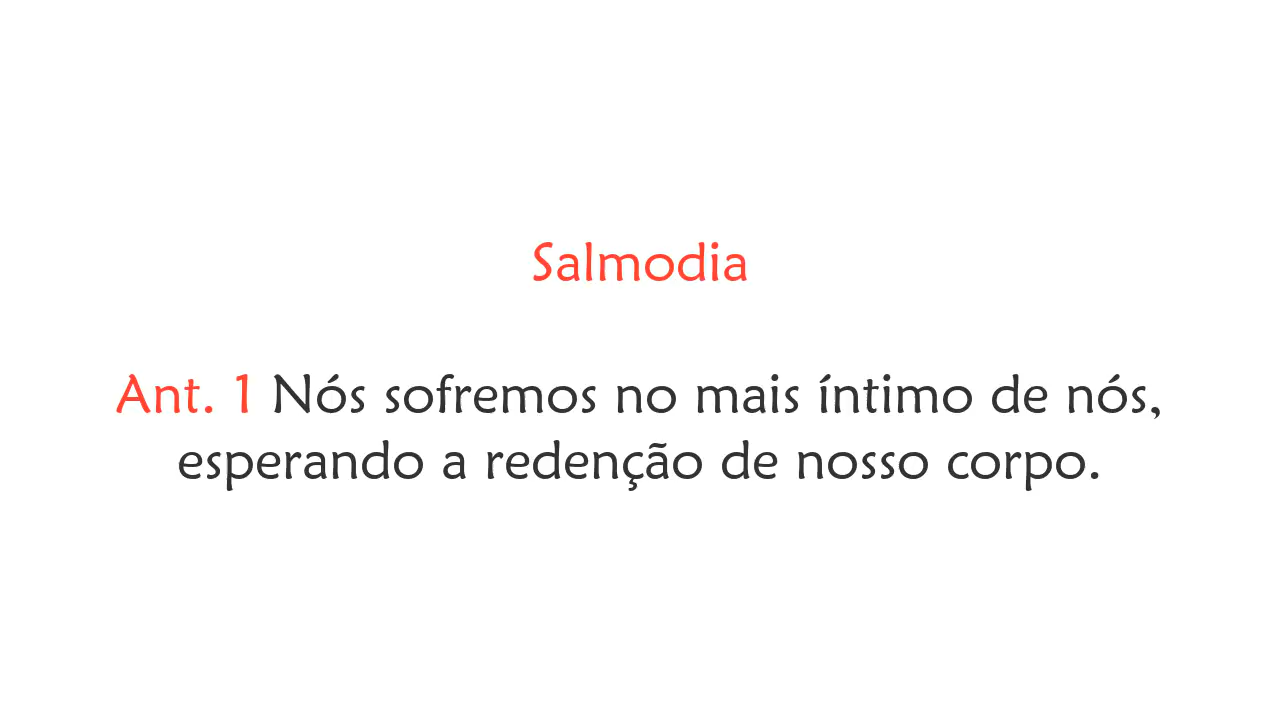 Salmodia
Ant. 1 Nós sofremos no mais íntimo de nós,
esperando a redenção de nosso corpo.